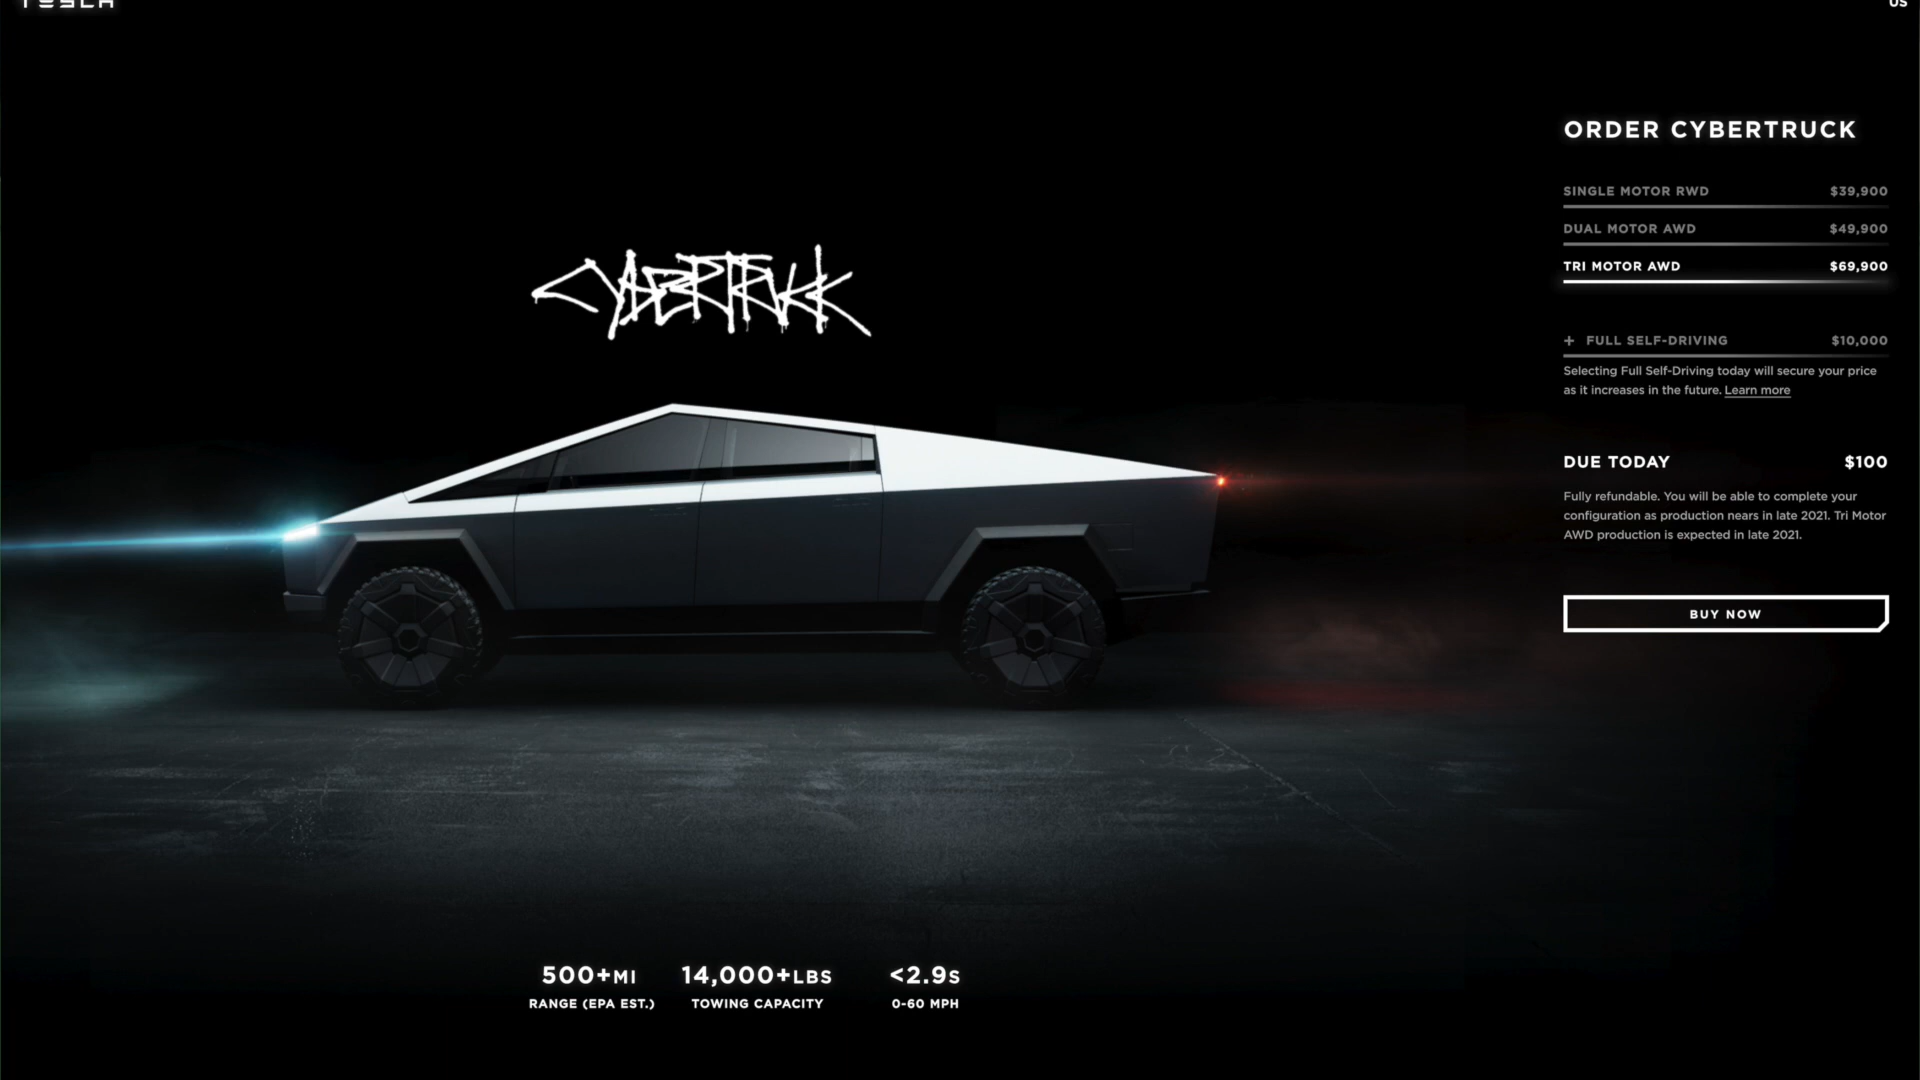 TESLA
US
CYBERTRUCK
ORDER CYBERTRUCK
SINGLE MOTOR RWD $39,900
DUAL MOTOR AWD $49,900
TRI MOTOR AWD $69,900
+ FULL SELF-DRIVING $10,000
Selecting Full Self-Driving today will secure your price
as it increases in the future. Learn more
DUE TODAY $100
Fully refundable. You will be able to complete your
configuration as production nears in late 2021. Tri Motor
AWD production is expected in late 2021.
BUY NOW
500+MI 14,000+LBS <2.9S
RANGE (EPA EST.) TOWING CAPACITY 0-60 MPH